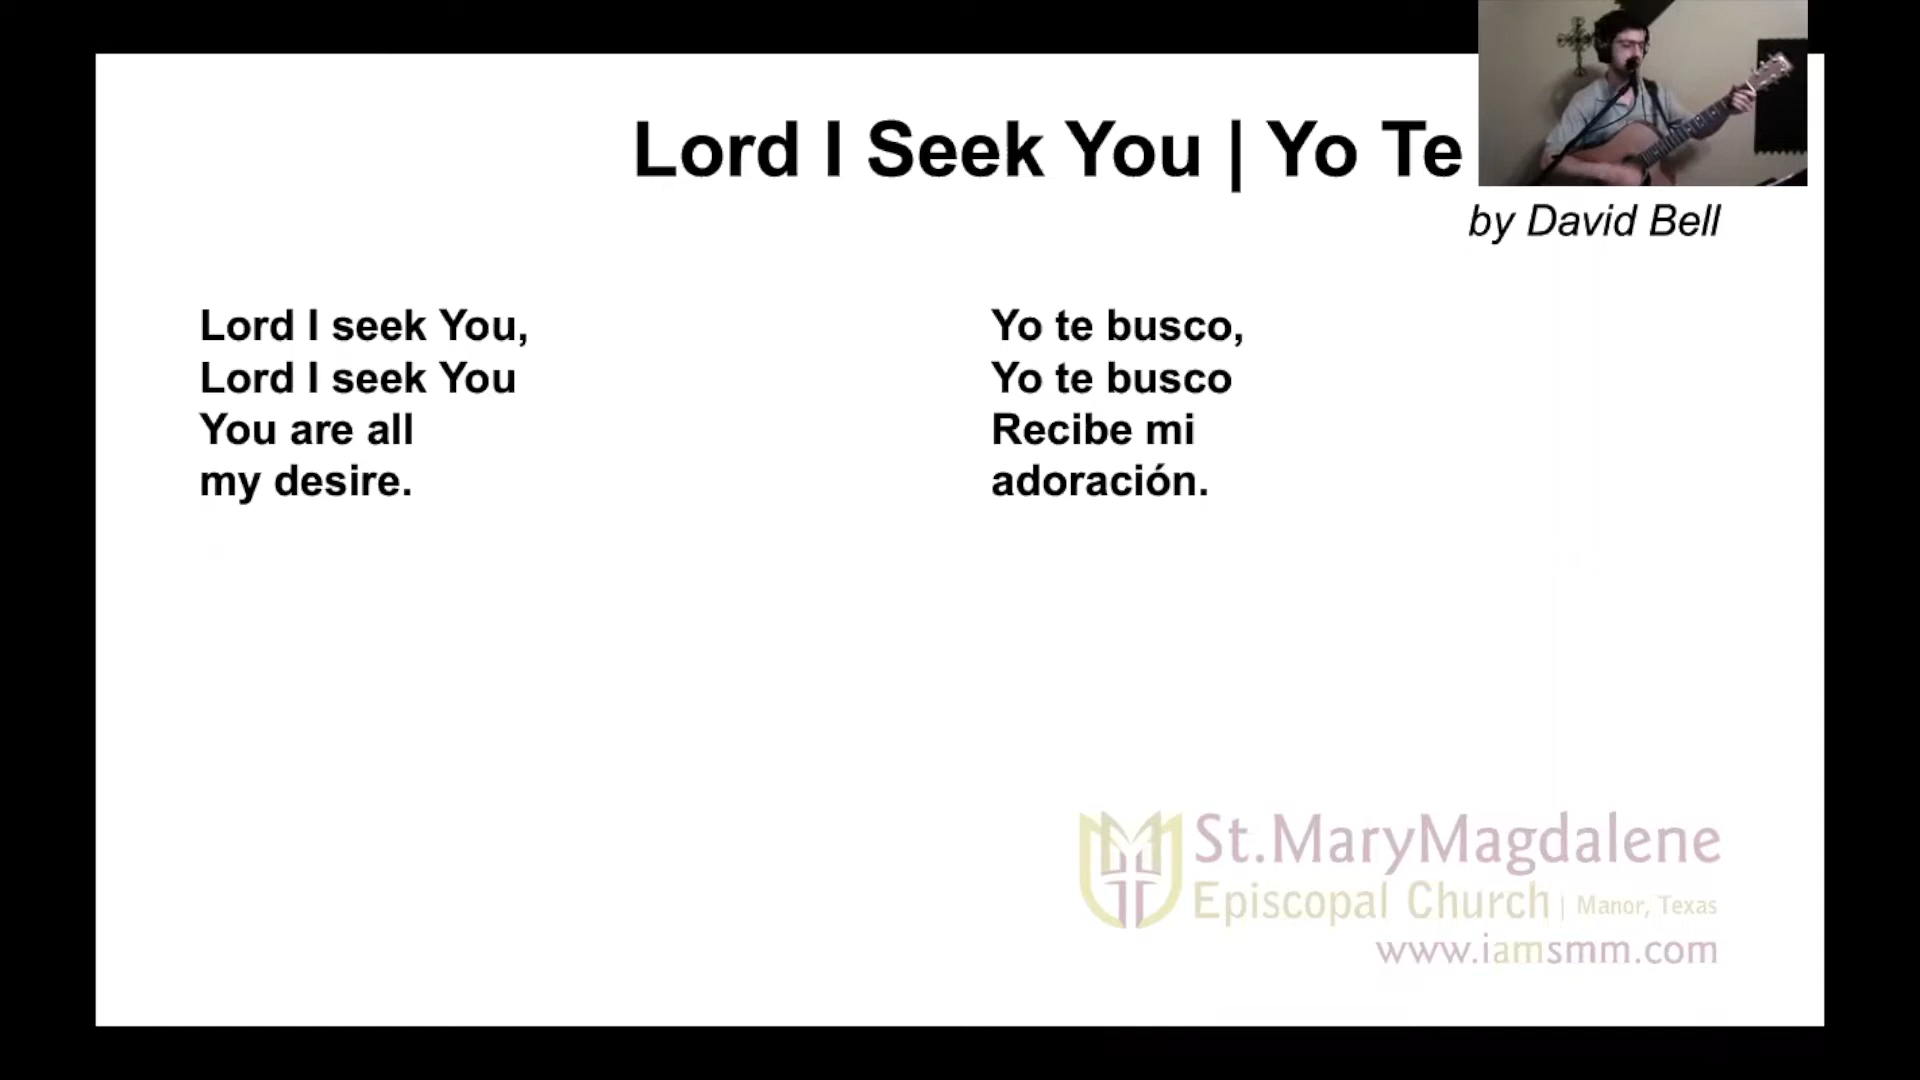 Lord I Seek You | Yo Te
by David Bell
Lord I seek You,
Lord I seek You
You are all
my desire.
Yo te busco,
Yo te busco
Recibe mi
adoración.
St.MaryMagdalene
Episcopal Church | Manor, Texas
www.iamsmm.com